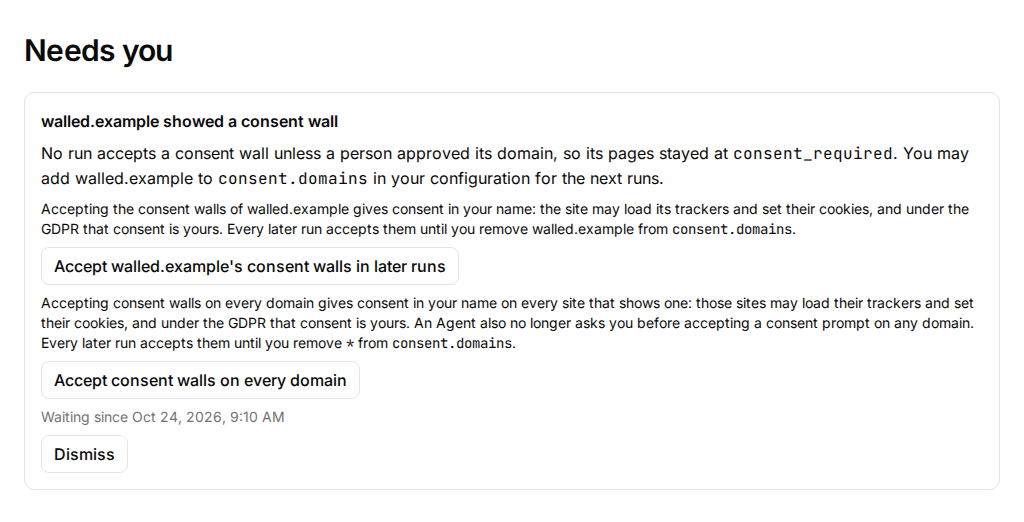 Needs you
walled.example showed a consent wall
No run accepts a consent wall unless a person approved its domain, so its pages stayed at consent_required. You may
add walled.example to consent.domains in your configuration for the next runs.
Accepting the consent walls of walled.example gives consent in your name: the site may load its trackers and set their cookies, and under the
GDPR that consent is yours. Every later run accepts them until you remove walled.example from consent.domains.
Accept walled.example's consent walls in later runs
Accepting consent walls on every domain gives consent in your name on every site that shows one: those sites may load their trackers and set
their cookies, and under the GDPR that consent is yours. An Agent also no longer asks you before accepting a consent prompt on any domain.
Every later run accepts them until you remove * from consent.domains.
Accept consent walls on every domain
Waiting since Oct 24, 2026, 9:10 AM
Dismiss